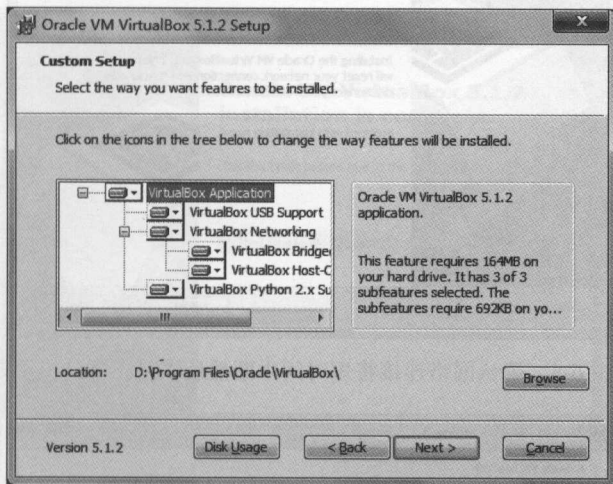 Oracle VM VirtualBox 5.1.2 Setup
Custom Setup
Select the way you want features to be installed.
Click on the icons in the tree below to change the way features will be installed.
VirtualBox Application
VirtualBox USB Support
VirtualBox Networking
VirtualBox Bridge
VirtualBox Host-C
VirtualBox Python 2.x Su
Oracle VM VirtualBox 5.1.2
application.
This feature requires 164MB on
your hard drive. It has 3 of 3
subfeatures selected. The
subfeatures require 692KB on yo...
Location: D:\Program Files\Oracle\VirtualBox\
Browse
Version 5.1.2
Disk Usage
< Back
Next >
Cancel